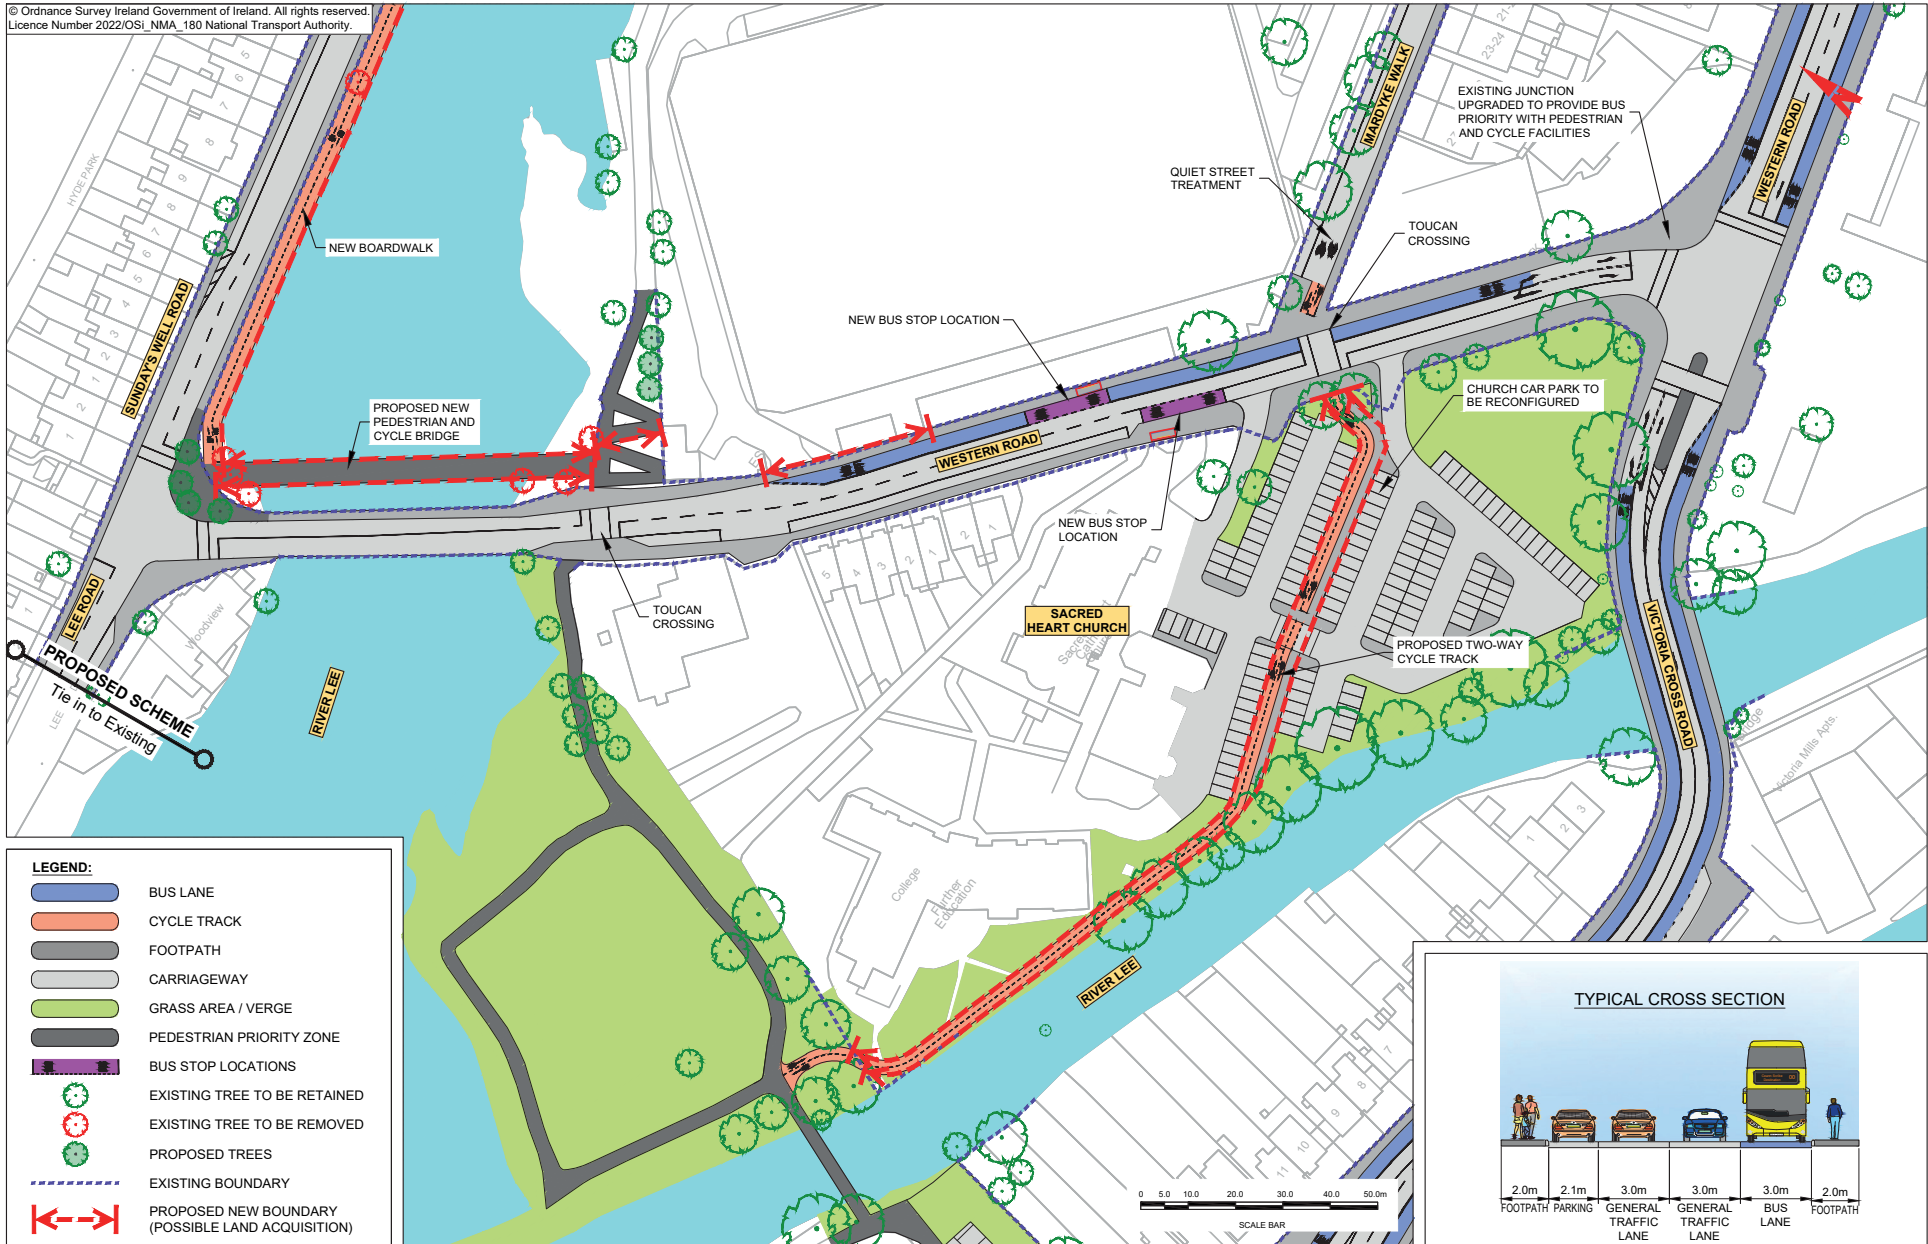 © Ordnance Survey Ireland Government of Ireland. All rights reserved.
Licence Number 2022/OSi_NMA_180 National Transport Authority.
HYDE PARK
SUNDAY'S WELL ROAD
NEW BOARDWALK
PROPOSED NEW
PEDESTRIAN AND
CYCLE BRIDGE
LEE ROAD
Woodview
PROPOSED SCHEME
Tie in to Existing
LEE
RIVER LEE
TOUCAN
CROSSING
NEW BUS STOP LOCATION
WESTERN ROAD
NEW BUS STOP
LOCATION
QUIET STREET
TREATMENT
MARDYKE WALK
TOUCAN
CROSSING
EXISTING JUNCTION
UPGRADED TO PROVIDE BUS
PRIORITY WITH PEDESTRIAN
AND CYCLE FACILITIES
23-24
WESTERN ROAD
N
CHURCH CAR PARK TO
BE RECONFIGURED
SACRED
HEART CHURCH
PROPOSED TWO-WAY
CYCLE TRACK
VICTORIA CROSS ROAD
Victoria Mills Apts.
College
Further
Education
RIVER LEE
LEGEND:
BUS LANE
CYCLE TRACK
FOOTPATH
CARRIAGEWAY
GRASS AREA / VERGE
PEDESTRIAN PRIORITY ZONE
BUS STOP LOCATIONS
EXISTING TREE TO BE RETAINED
EXISTING TREE TO BE REMOVED
PROPOSED TREES
EXISTING BOUNDARY
PROPOSED NEW BOUNDARY
(POSSIBLE LAND ACQUISITION)
0 5.0 10.0 20.0 30.0 40.0 50.0m
SCALE BAR
TYPICAL CROSS SECTION
2.0m 2.1m 3.0m 3.0m 3.0m 2.0m
FOOTPATH PARKING GENERAL GENERAL BUS FOOTPATH
TRAFFIC TRAFFIC LANE
LANE LANE